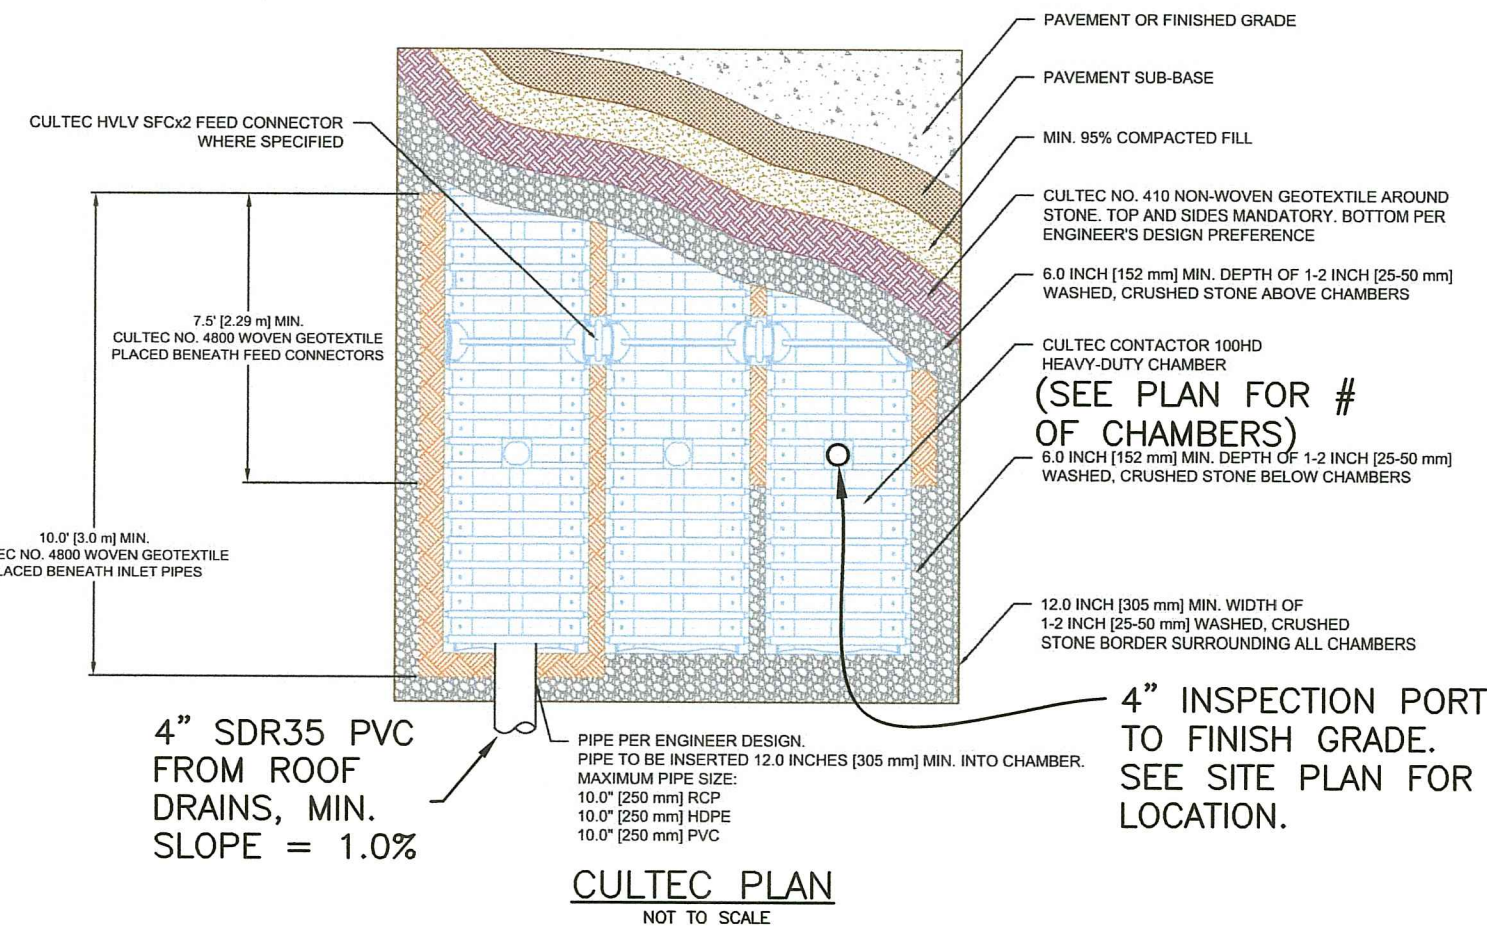 PAVEMENT OR FINISHED GRADE
PAVEMENT SUB-BASE
CULTEC HVLV SFCx2 FEED CONNECTOR
WHERE SPECIFIED
MIN. 95% COMPACTED FILL
CULTEC NO. 410 NON-WOVEN GEOTEXTILE AROUND
STONE. TOP AND SIDES MANDATORY. BOTTOM PER
ENGINEER'S DESIGN PREFERENCE
6.0 INCH [152 mm] MIN. DEPTH OF 1-2 INCH [25-50 mm]
WASHED, CRUSHED STONE ABOVE CHAMBERS
7.5' [2.29 m] MIN.
CULTEC NO. 4800 WOVEN GEOTEXTILE
PLACED BENEATH FEED CONNECTORS
CULTEC CONTACTOR 100HD
HEAVY-DUTY CHAMBER
(SEE PLAN FOR #
OF CHAMBERS)
6.0 INCH [152 mm] MIN. DEPTH OF 1-2 INCH [25-50 mm]
WASHED, CRUSHED STONE BELOW CHAMBERS
10.0' [3.0 m] MIN.
EC NO. 4800 WOVEN GEOTEXTILE
LACED BENEATH INLET PIPES
12.0 INCH [305 mm] MIN. WIDTH OF
1-2 INCH [25-50 mm] WASHED, CRUSHED
STONE BORDER SURROUNDING ALL CHAMBERS
4" SDR35 PVC
FROM ROOF
DRAINS, MIN.
SLOPE = 1.0%
PIPE PER ENGINEER DESIGN.
PIPE TO BE INSERTED 12.0 INCHES [305 mm] MIN. INTO CHAMBER.
MAXIMUM PIPE SIZE:
10.0" [250 mm] RCP
10.0" [250 mm] HDPE
10.0" [250 mm] PVC
4" INSPECTION PORT
TO FINISH GRADE.
SEE SITE PLAN FOR
LOCATION.
CULTEC PLAN
NOT TO SCALE